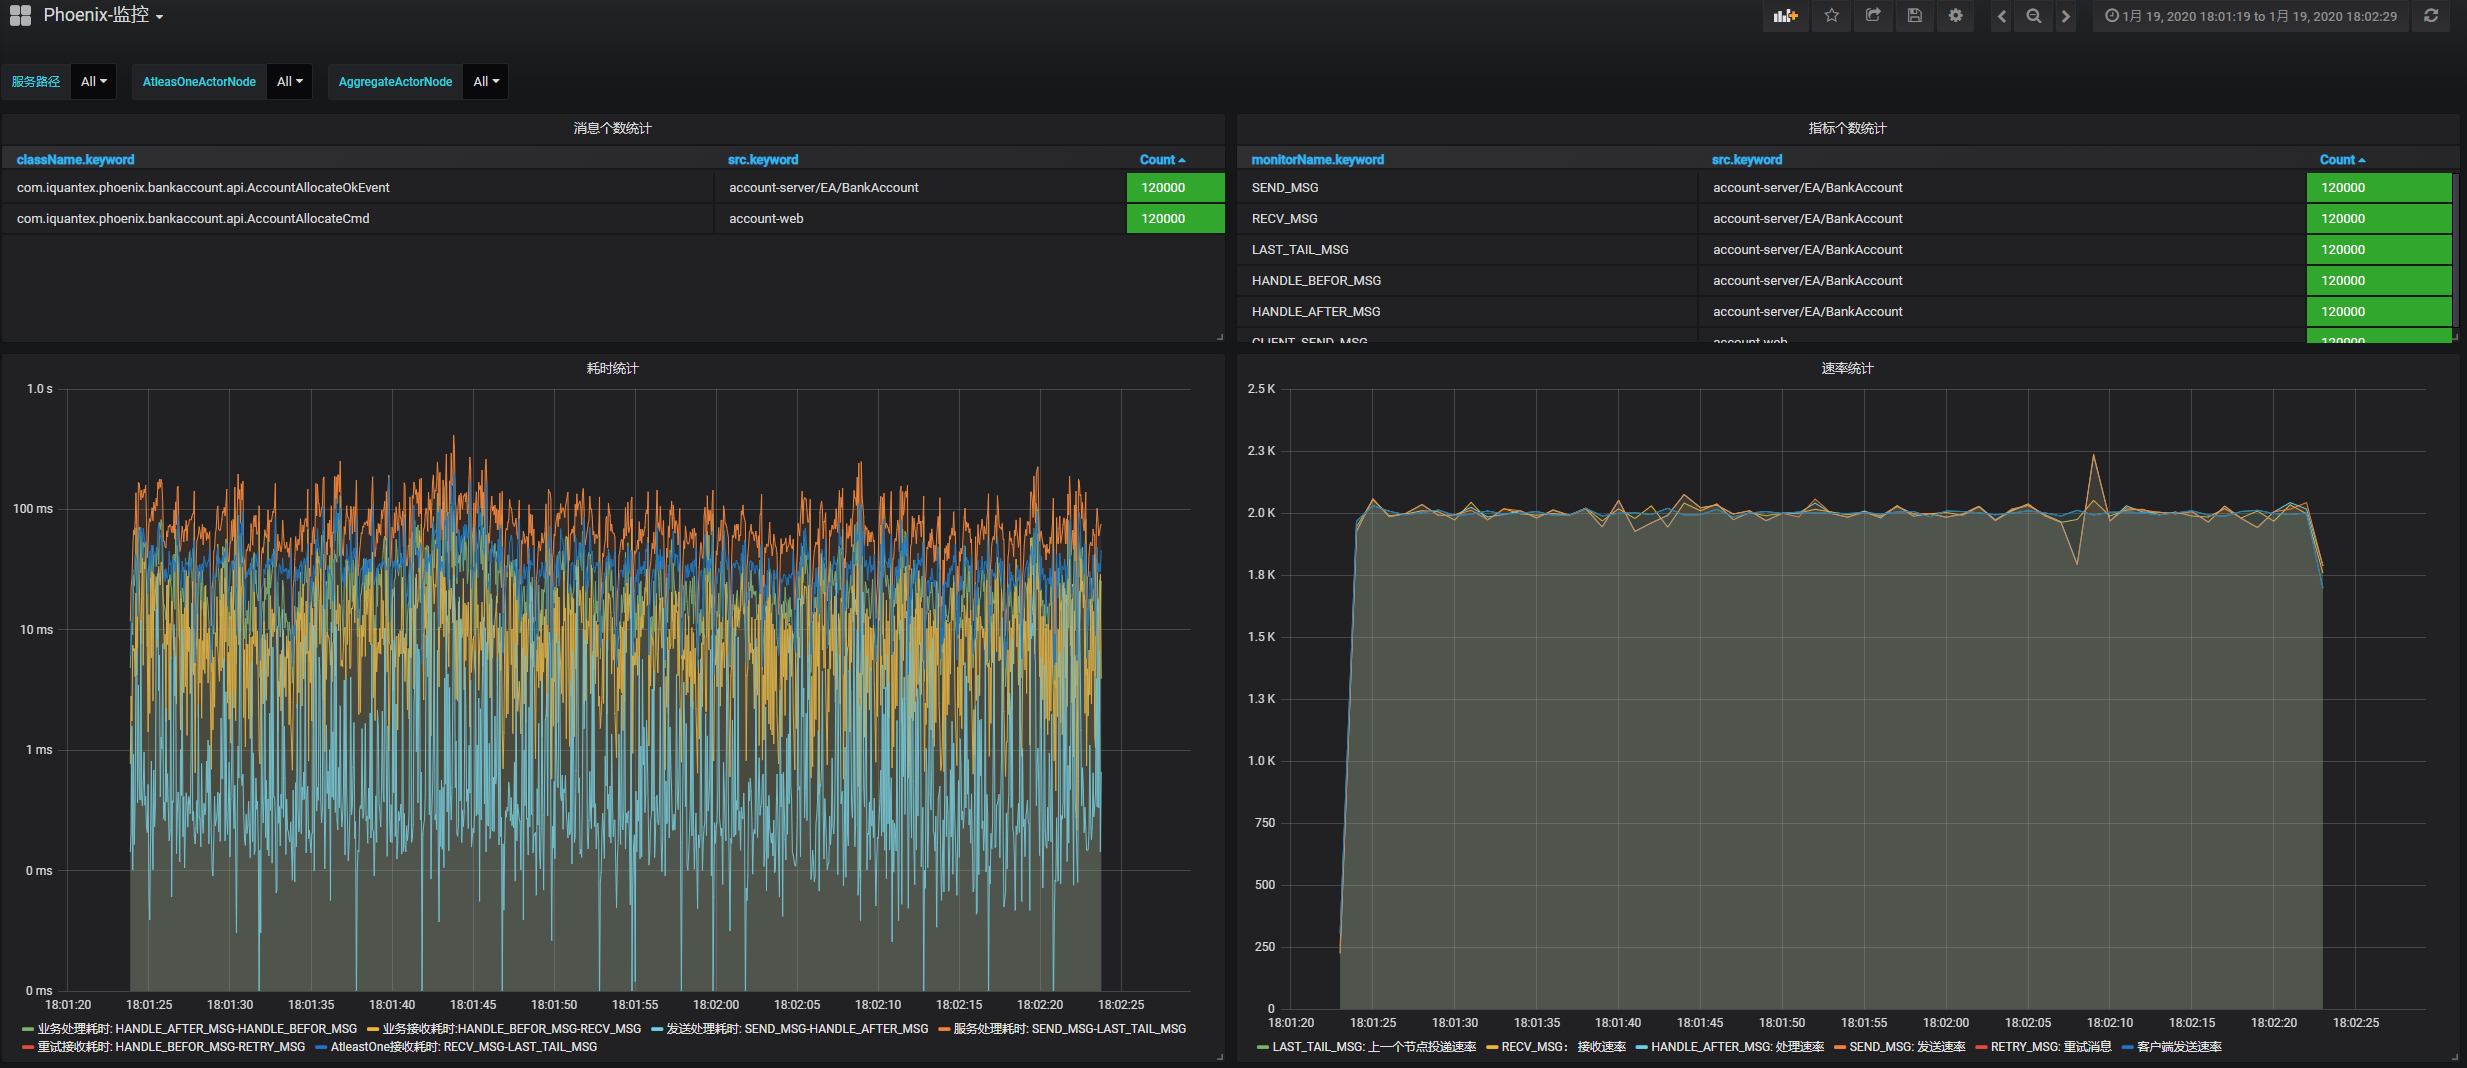 Phoenix-监控
1月 19, 2020 18:01:19 to 1月 19, 2020 18:02:29
服务路径 All AtleasOneActorNode All AggregateActorNode All
消息个数统计
className.keyword src.keyword Count
com.iquantex.phoenix.bankaccount.api.AccountAllocateOkEvent account-server/EA/BankAccount 120000
com.iquantex.phoenix.bankaccount.api.AccountAllocateCmd account-web 120000
指标个数统计
monitorName.keyword src.keyword Count
SEND_MSG account-server/EA/BankAccount 120000
RECV_MSG account-server/EA/BankAccount 120000
LAST_TAIL_MSG account-server/EA/BankAccount 120000
HANDLE_BEFOR_MSG account-server/EA/BankAccount 120000
HANDLE_AFTER_MSG account-server/EA/BankAccount 120000
CLIENT_SEND_MSG account-web 120000
耗时统计
1.0 s
100 ms
10 ms
1 ms
0 ms
0 ms
18:01:20 18:01:25 18:01:30 18:01:35 18:01:40 18:01:45 18:01:50 18:01:55 18:02:00 18:02:05 18:02:10 18:02:15 18:02:20 18:02:25
业务处理耗时: HANDLE_AFTER_MSG-HANDLE_BEFOR_MSG 业务接收耗时:HANDLE_BEFOR_MSG-RECV_MSG 发送处理耗时: SEND_MSG-HANDLE_AFTER_MSG 服务处理耗时: SEND_MSG-LAST_TAIL_MSG
重试接收耗时: HANDLE_BEFOR_MSG-RETRY_MSG AtleastOne接收耗时: RECV_MSG-LAST_TAIL_MSG
速率统计
2.5 K
2.3 K
2.0 K
1.8 K
1.5 K
1.3 K
1.0 K
750
500
250
0
18:01:20 18:01:25 18:01:30 18:01:35 18:01:40 18:01:45 18:01:50 18:01:55 18:02:00 18:02:05 18:02:10 18:02:15 18:02:20 18:02:25
LAST_TAIL_MSG: 上一个节点投递速率 RECV_MSG： 接收速率 HANDLE_AFTER_MSG: 处理速率 SEND_MSG: 发送速率 RETRY_MSG: 重试消息 客户端发送速率